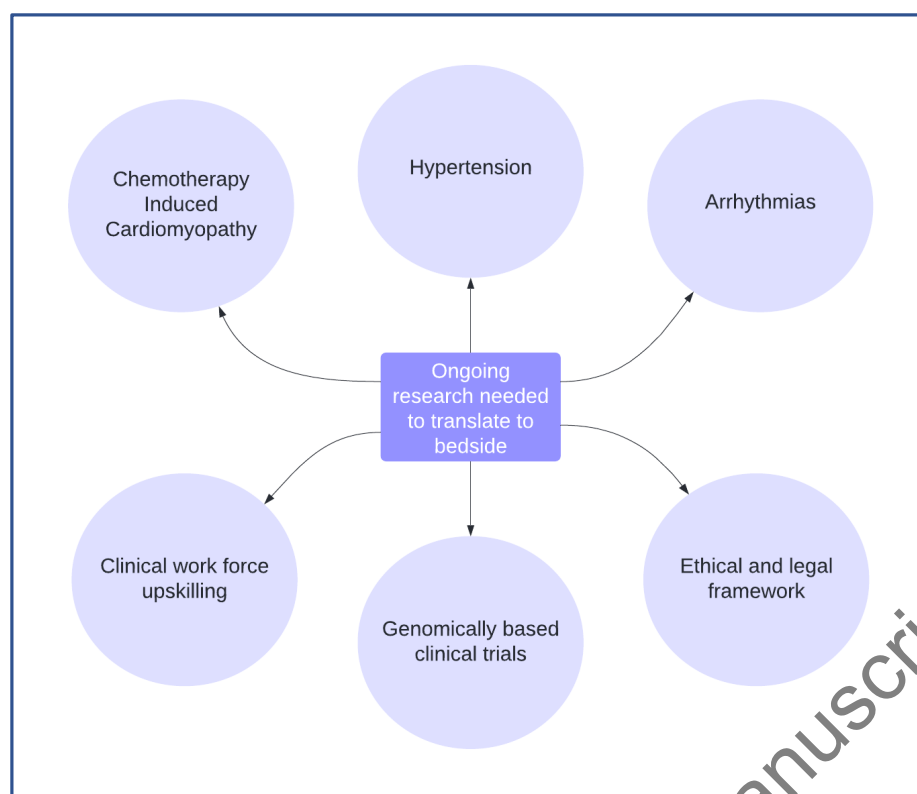 Chemotherapy
Induced
Cardiomyopathy
Hypertension
Arrhythmias
Ongoing
research needed
to translate to
bedside
Clinical work force
upskilling
Genomically based
clinical trials
Ethical and legal
framework